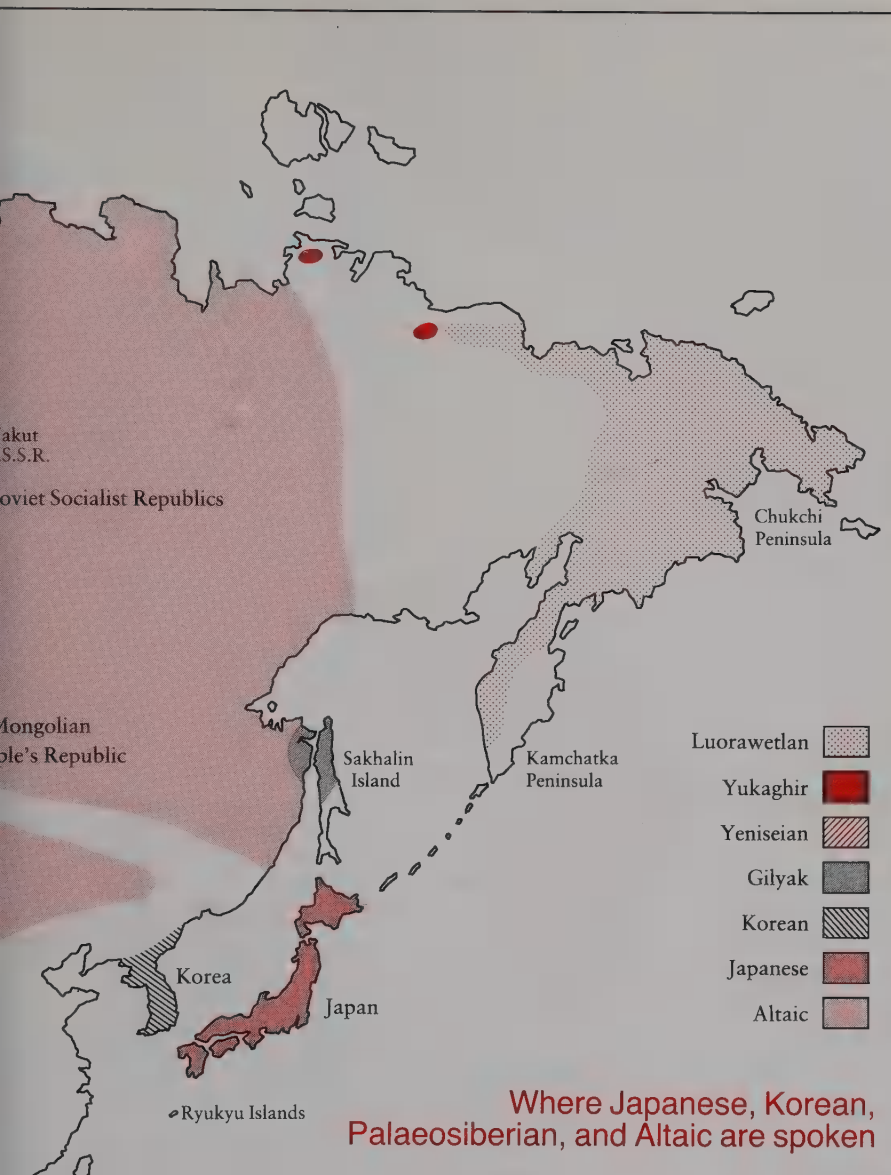 akut
S.S.R.
oviet Socialist Republics
Chukchi
Peninsula
Mongolian
ple's Republic
Sakhalin
Island
Kamchatka
Peninsula
Luorawetlan
Yukaghir
Yeniseian
Gilyak
Korean
Japanese
Altaic
Korea
Japan
Ryukyu Islands
Where Japanese, Korean,
Palaeosiberian, and Altaic are spoken